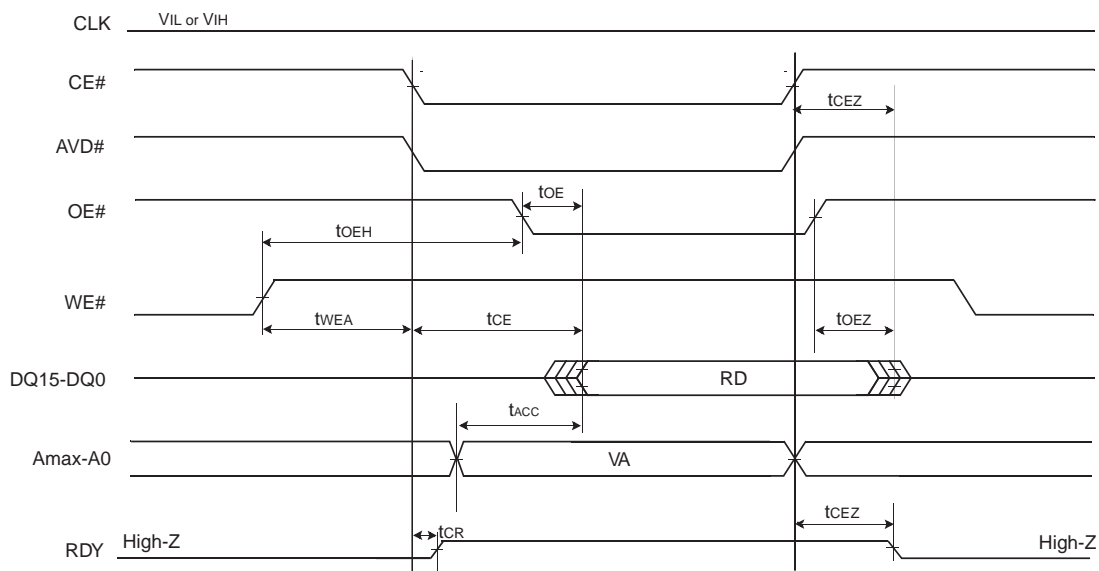 CLK VIL or VIH
CE#
tCEZ
AVD#
OE# tOE
tOEH
WE#
tWEA tCE tOEZ
DQ15-DQ0 RD
tACC
Amax-A0 VA
tCEZ
tCR
RDY High-Z High-Z